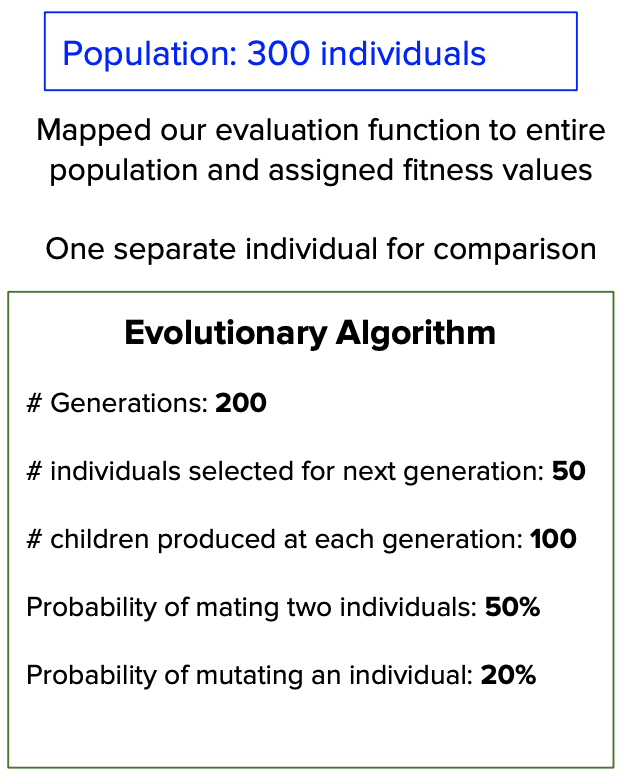 Population: 300 individuals
Mapped our evaluation function to entire
population and assigned fitness values
One separate individual for comparison
Evolutionary Algorithm
# Generations: 200
# individuals selected for next generation: 50
# children produced at each generation: 100
Probability of mating two individuals: 50%
Probability of mutating an individual: 20%